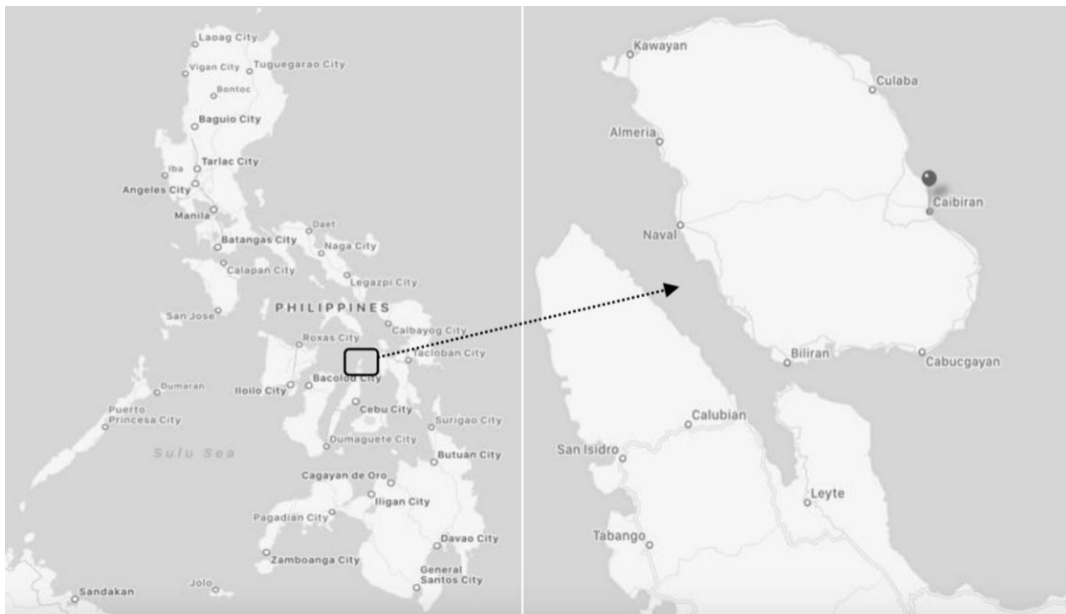 Laoag City
Vigan City
Tuguegarao City
Bontoc
Baguio City
Tarlac City
Iba
Angeles City
Manila
Daet
Batangas City
Naga City
Calapan City
Legazpi City
PHILIPPINES
San Jose
Calbayog City
Roxas City
Tacloban City
Bacolod City
Iloilo City
Dumaran
Cebu City
Puerto
Princesa City
Surigao City
Dumaguete City
Sulu Sea
Butuan City
Cagayan de Oro
Iligan City
Pagadian City
Davao City
Zamboanga City
General
Santos City
Jolo
Sandakan
Kawayan
Culaba
Almeria
Caibiran
Naval
Biliran
Cabucgayan
Calubian
San Isidro
Leyte
Tabango